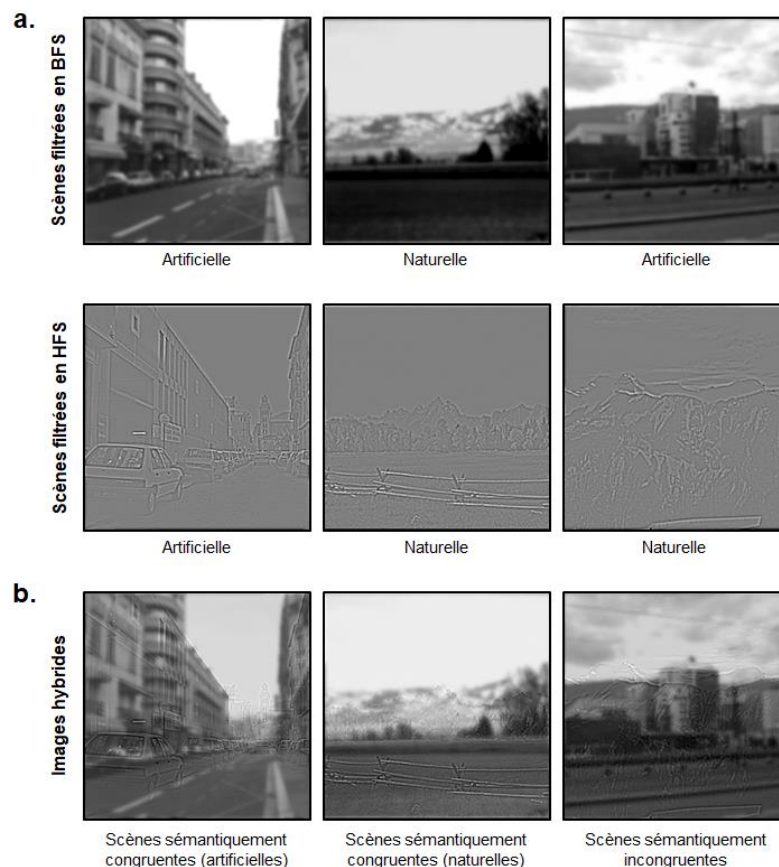 a.
Scènes filtrées en BFS
Artificielle
Naturelle
Artificielle
Scènes filtrées en HFS
Artificielle
Naturelle
Naturelle
b.
Images hybrides
Scènes sémantiquement
congruentes (artificielles)
Scènes sémantiquement
congruentes (naturelles)
Scènes sémantiquement
incongruentes